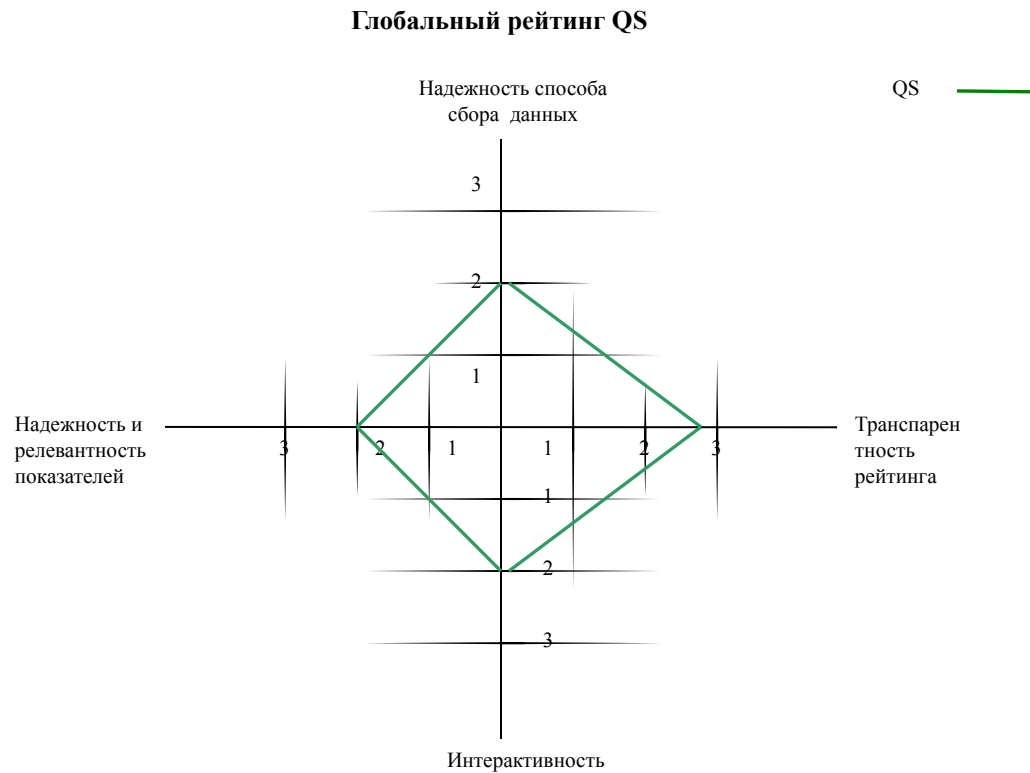 Глобальный рейтинг QS
Надежность способа
сбора данных
QS
3
2
1
Надежность и
релевантность
показателей
3 2 1 1 2 3
Транспарен
тность
рейтинга
1
2
3
Интерактивность